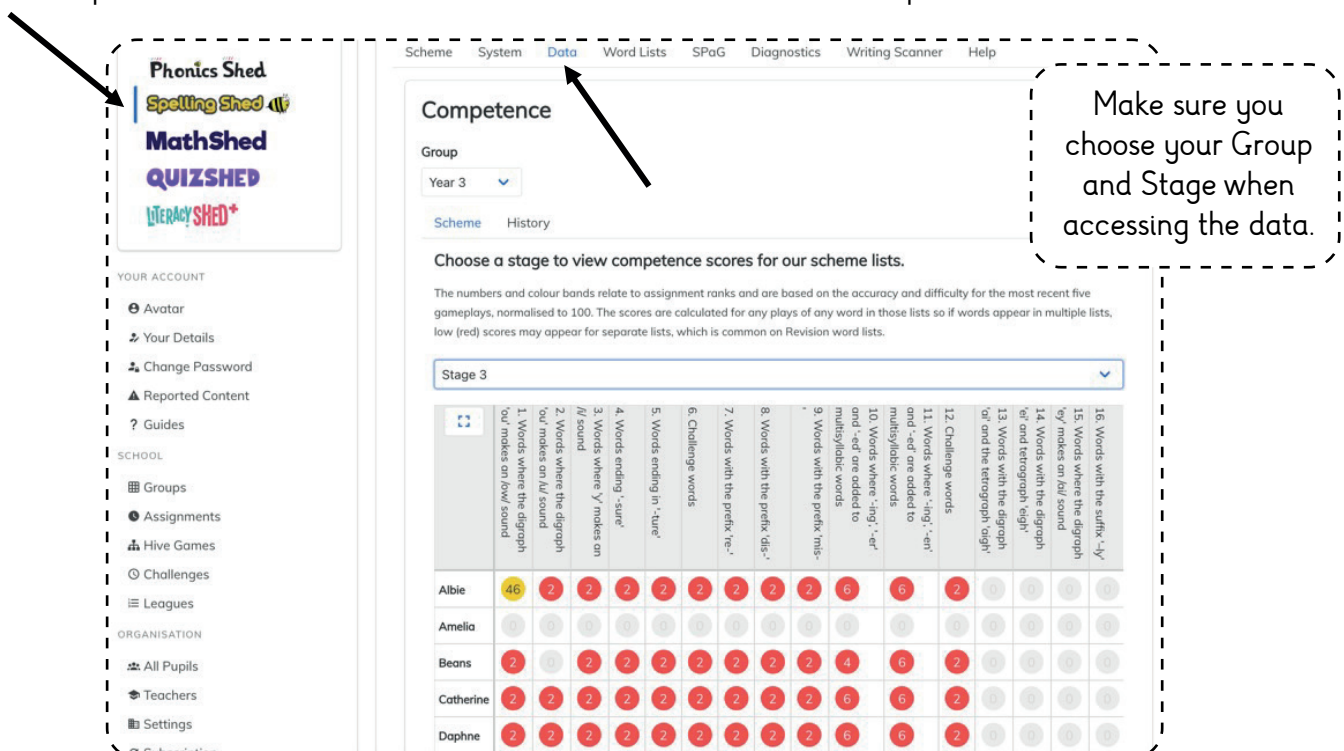 Phonics Shed
Spelling Shed
MathShed
QUIZSHED
LITERACY SHED+
YOUR ACCOUNT
Avatar
Your Details
Change Password
Reported Content
? Guides
SCHOOL
Groups
Assignments
Hive Games
Challenges
Leagues
ORGANISATION
All Pupils
Teachers
Settings
Scheme System Data Word Lists SPaG Diagnostics Writing Scanner Help
Competence
Group
Year 3
Scheme History
Choose a stage to view competence scores for our scheme lists.
The numbers and colour bands relate to assignment ranks and are based on the accuracy and difficulty for the most recent five
gameplays, normalised to 100. The scores are calculated for any plays of any word in those lists so if words appear in multiple lists,
low (red) scores may appear for separate lists, which is common on Revision word lists.
Stage 3
1. Words where the digraph
'ou' makes an /ow/ sound
2. Words where the digraph
'ou' makes an /u/ sound
3. Words where 'y' makes an
/i/ sound
4. Words ending '-sure'
5. Words ending in '-ture'
6. Challenge words
7. Words with the prefix 're-'
8. Words with the prefix 'dis-'
9. Words with the prefix 'mis-
'
10. Words where '-ing', '-er'
and '-ed' are added to
multisyllabic words
11. Words where '-ing', '-en'
and '-ed' are added to
multisyllabic words
12. Challenge words
13. Words with the digraph
'ai' and the tetragraph 'aigh'
14. Words with the digraph
'ei' and tetragraph 'eigh'
15. Words where the digraph
'ey' makes an /ai/ sound
16. Words with the suffix '-ly'
Albie 46 2 2 2 2 2 2 2 2 6 6 2 0 0 0 0
Amelia 0 0 0 0 0 0 0 0 0 0 0 0 0 0 0 0
Beans 2 0 2 2 2 2 2 2 2 4 6 2 0 0 0 0
Catherine 2 2 2 2 2 2 2 2 2 6 6 2 0 0 0 0
Daphne 2 2 2 2 2 2 2 2 2 6 6 2 0 0 0 0
Make sure you
choose your Group
and Stage when
accessing the data.